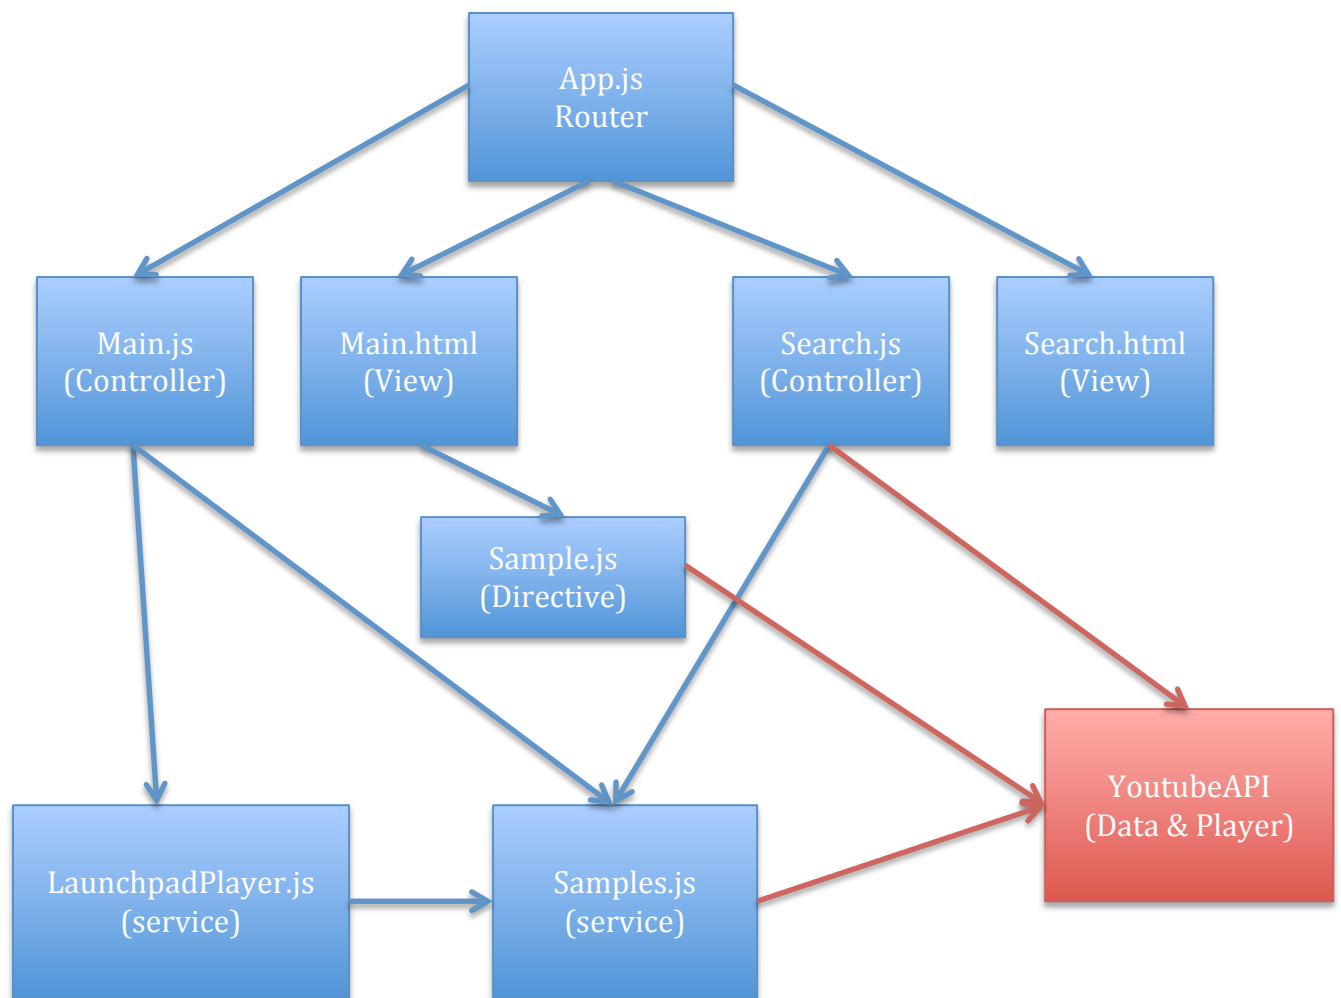 App.js
Router
Main.js
(Controller)
Main.html
(View)
Search.js
(Controller)
Search.html
(View)
Sample.js
(Directive)
YoutubeAPI
(Data & Player)
LaunchpadPlayer.js
(service)
Samples.js
(service)